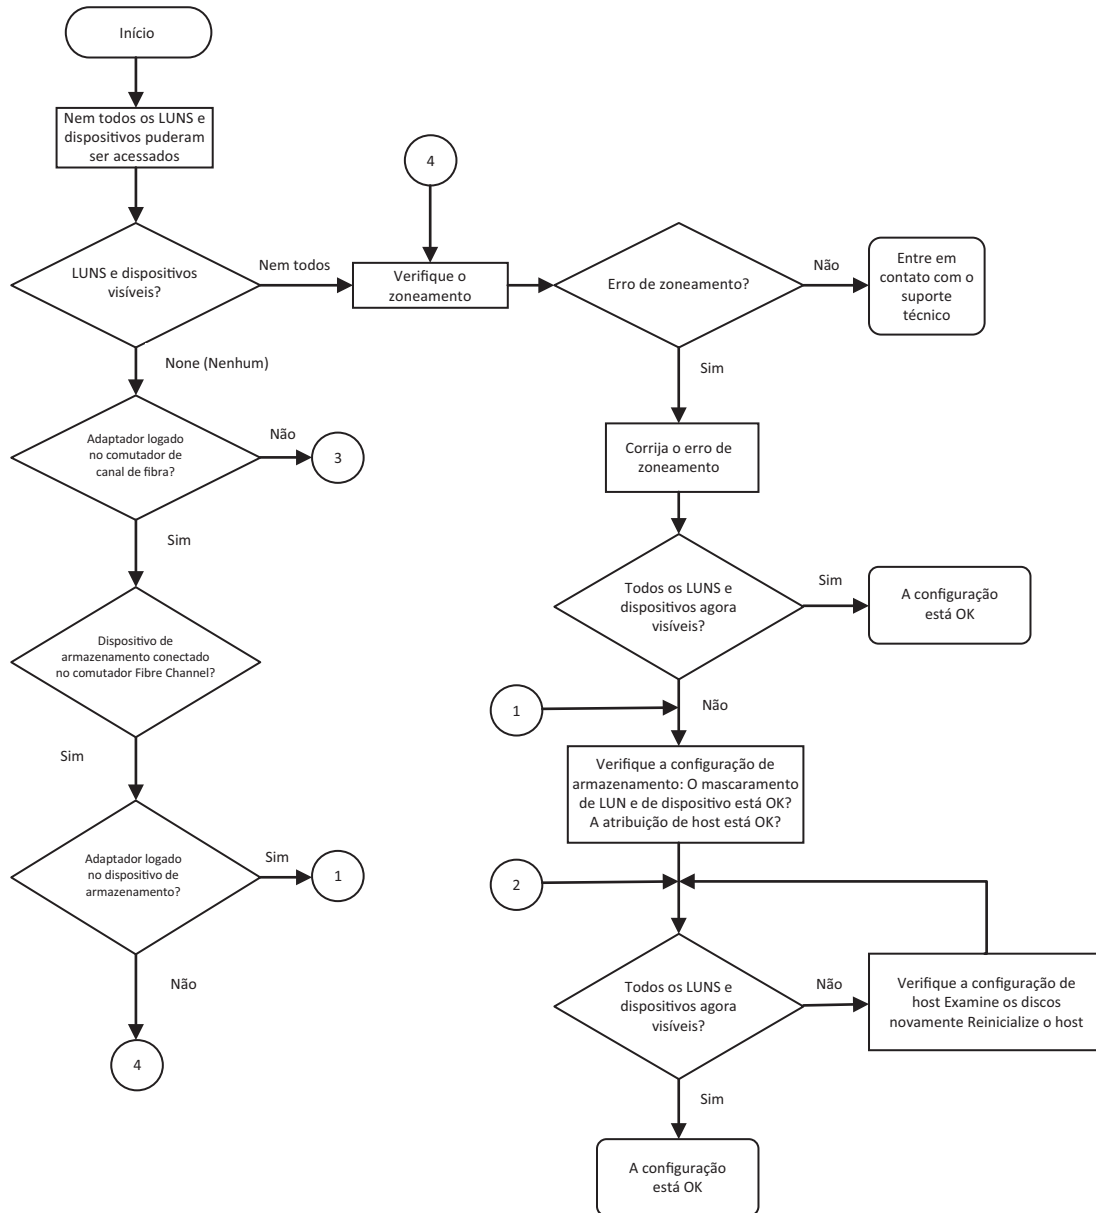 Início
Nem todos os LUNS e
dispositivos puderam
ser acessados
4
LUNS e dispositivos
visíveis?
Nem todos
Verifique o
zoneamento
Erro de zoneamento?
Não
Entre em
contato com o
suporte
técnico
None (Nenhum)
Sim
Adaptador logado
no comutador de
canal de fibra?
Não
3
Corrija o erro de
zoneamento
Sim
Todos os LUNS e
dispositivos agora
visíveis?
Sim
A configuração
está OK
Dispositivo de
armazenamento conectado
no comutador Fibre Channel?
1
Não
Sim
Verifique a configuração de
armazenamento: O mascaramento
de LUN e de dispositivo está OK?
A atribuição de host está OK?
Adaptador logado
no dispositivo de
armazenamento?
Sim
1
2
Não
4
Todos os LUNS e
dispositivos agora
visíveis?
Não
Verifique a configuração de
host Examine os discos
novamente Reinicialize o host
Sim
A configuração
está OK